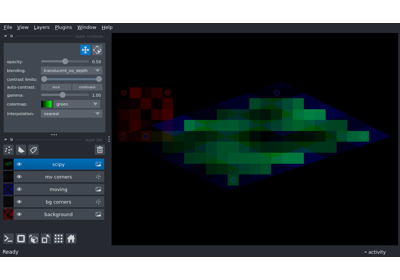 File View Layers Plugins Window Help
opacity: 0.50
blending: translucent_no_depth
contrast limits:
auto-contrast: once continuous
gamma: 1.00
colormap: green
interpolation: nearest
scipy
mv corners
moving
bg corners
background
Ready
activity